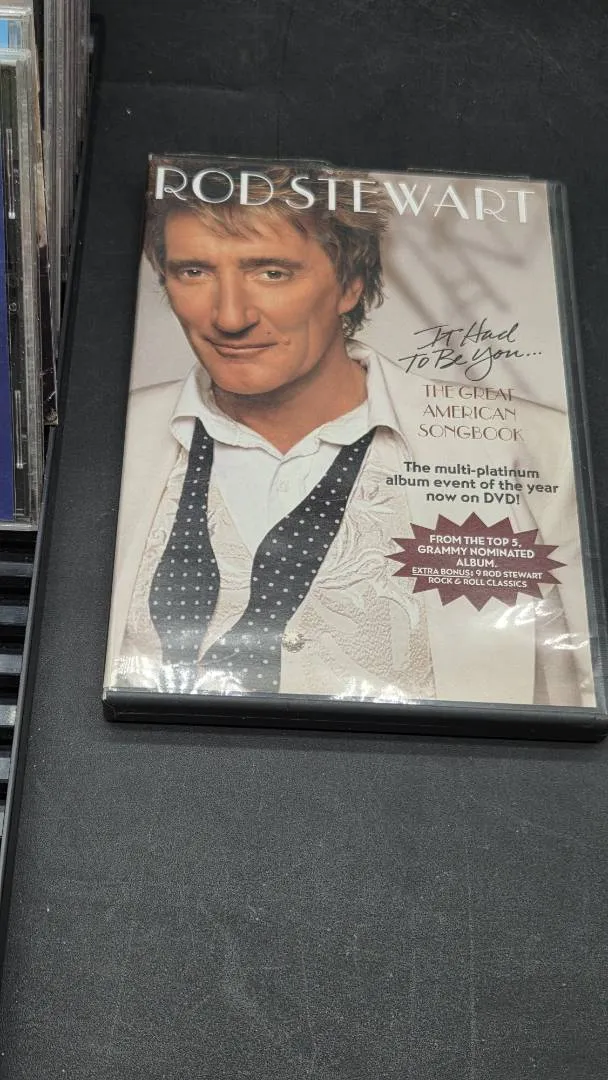 ROD STEWART
It Had
To Be You...
THE GREAT
AMERICAN
SONGBOOK
The multi-platinum
album event of the year
now on DVD!
FROM THE TOP 5,
GRAMMY NOMINATED
ALBUM.
EXTRA BONUS: 9 ROD STEWART
ROCK & ROLL CLASSICS